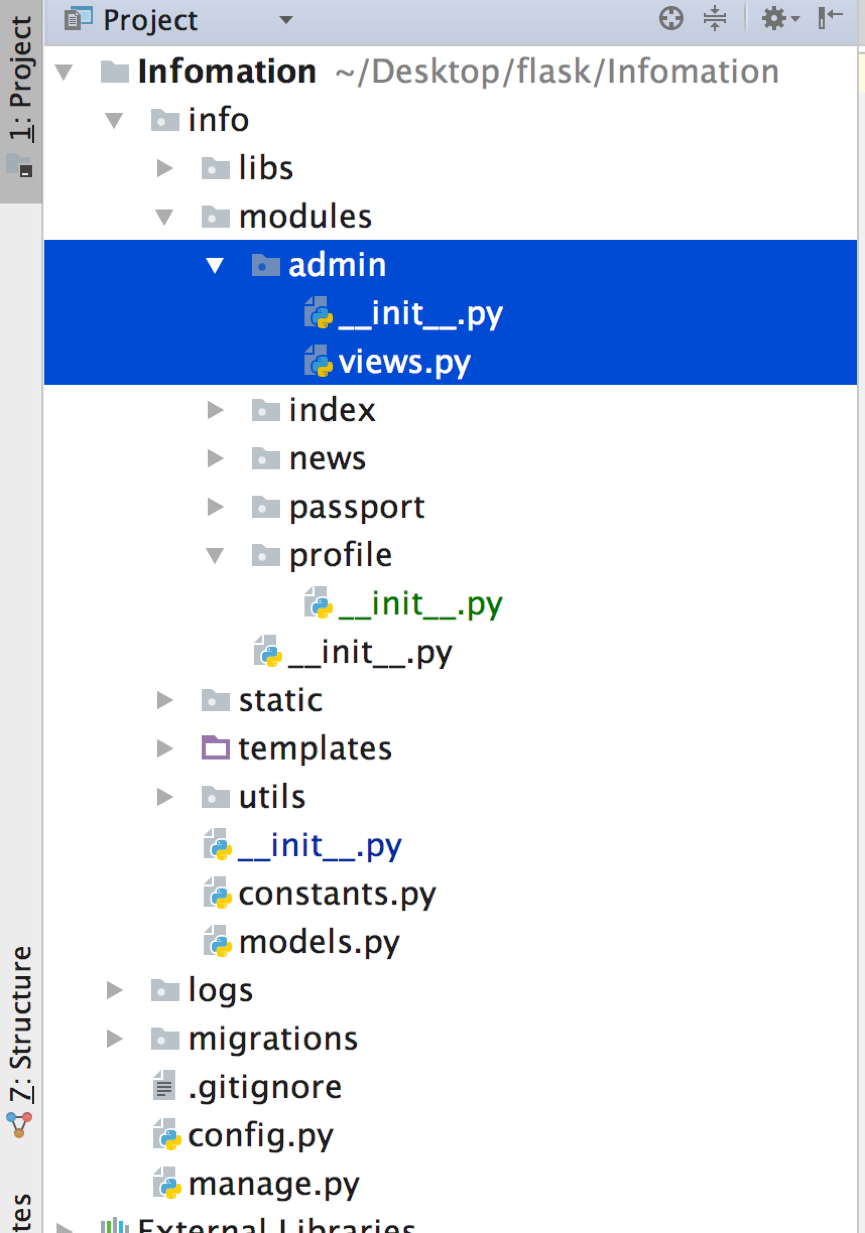 Project
1: Project
Infomation ~/Desktop/flask/Infomation
info
libs
modules
admin
__init__.py
views.py
index
news
passport
profile
__init__.py
__init__.py
static
templates
utils
__init__.py
constants.py
models.py
7: Structure
logs
migrations
.gitignore
config.py
manage.py
External Libraries